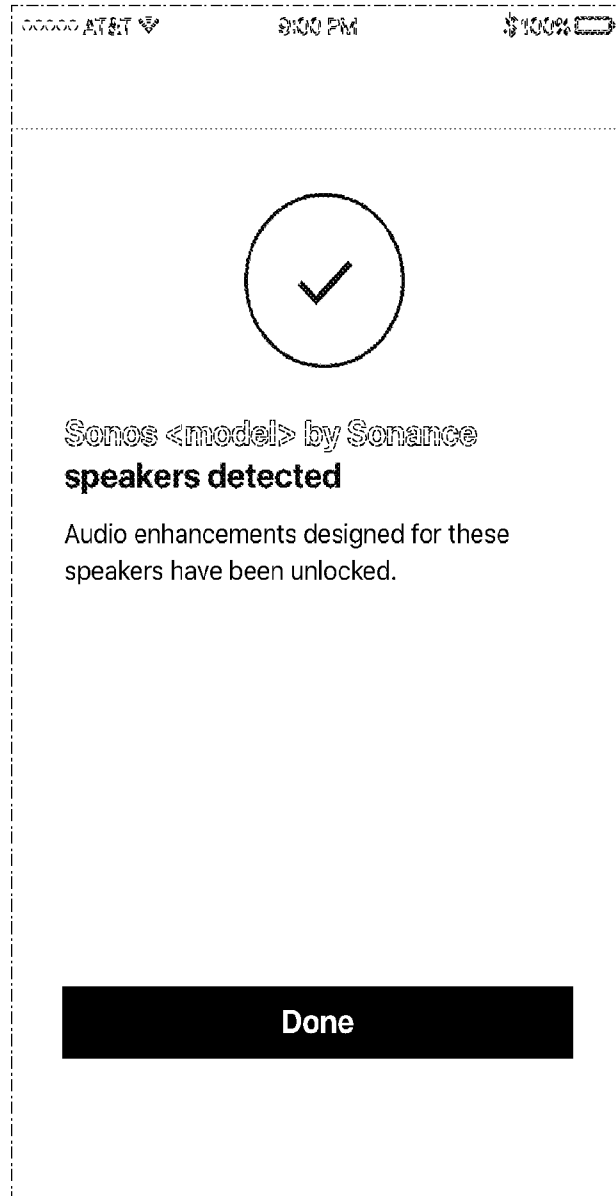 ooooo AT&T 9:00 PM 100%
Sonos <model> by Sonance
speakers detected
Audio enhancements designed for these
speakers have been unlocked.
Done